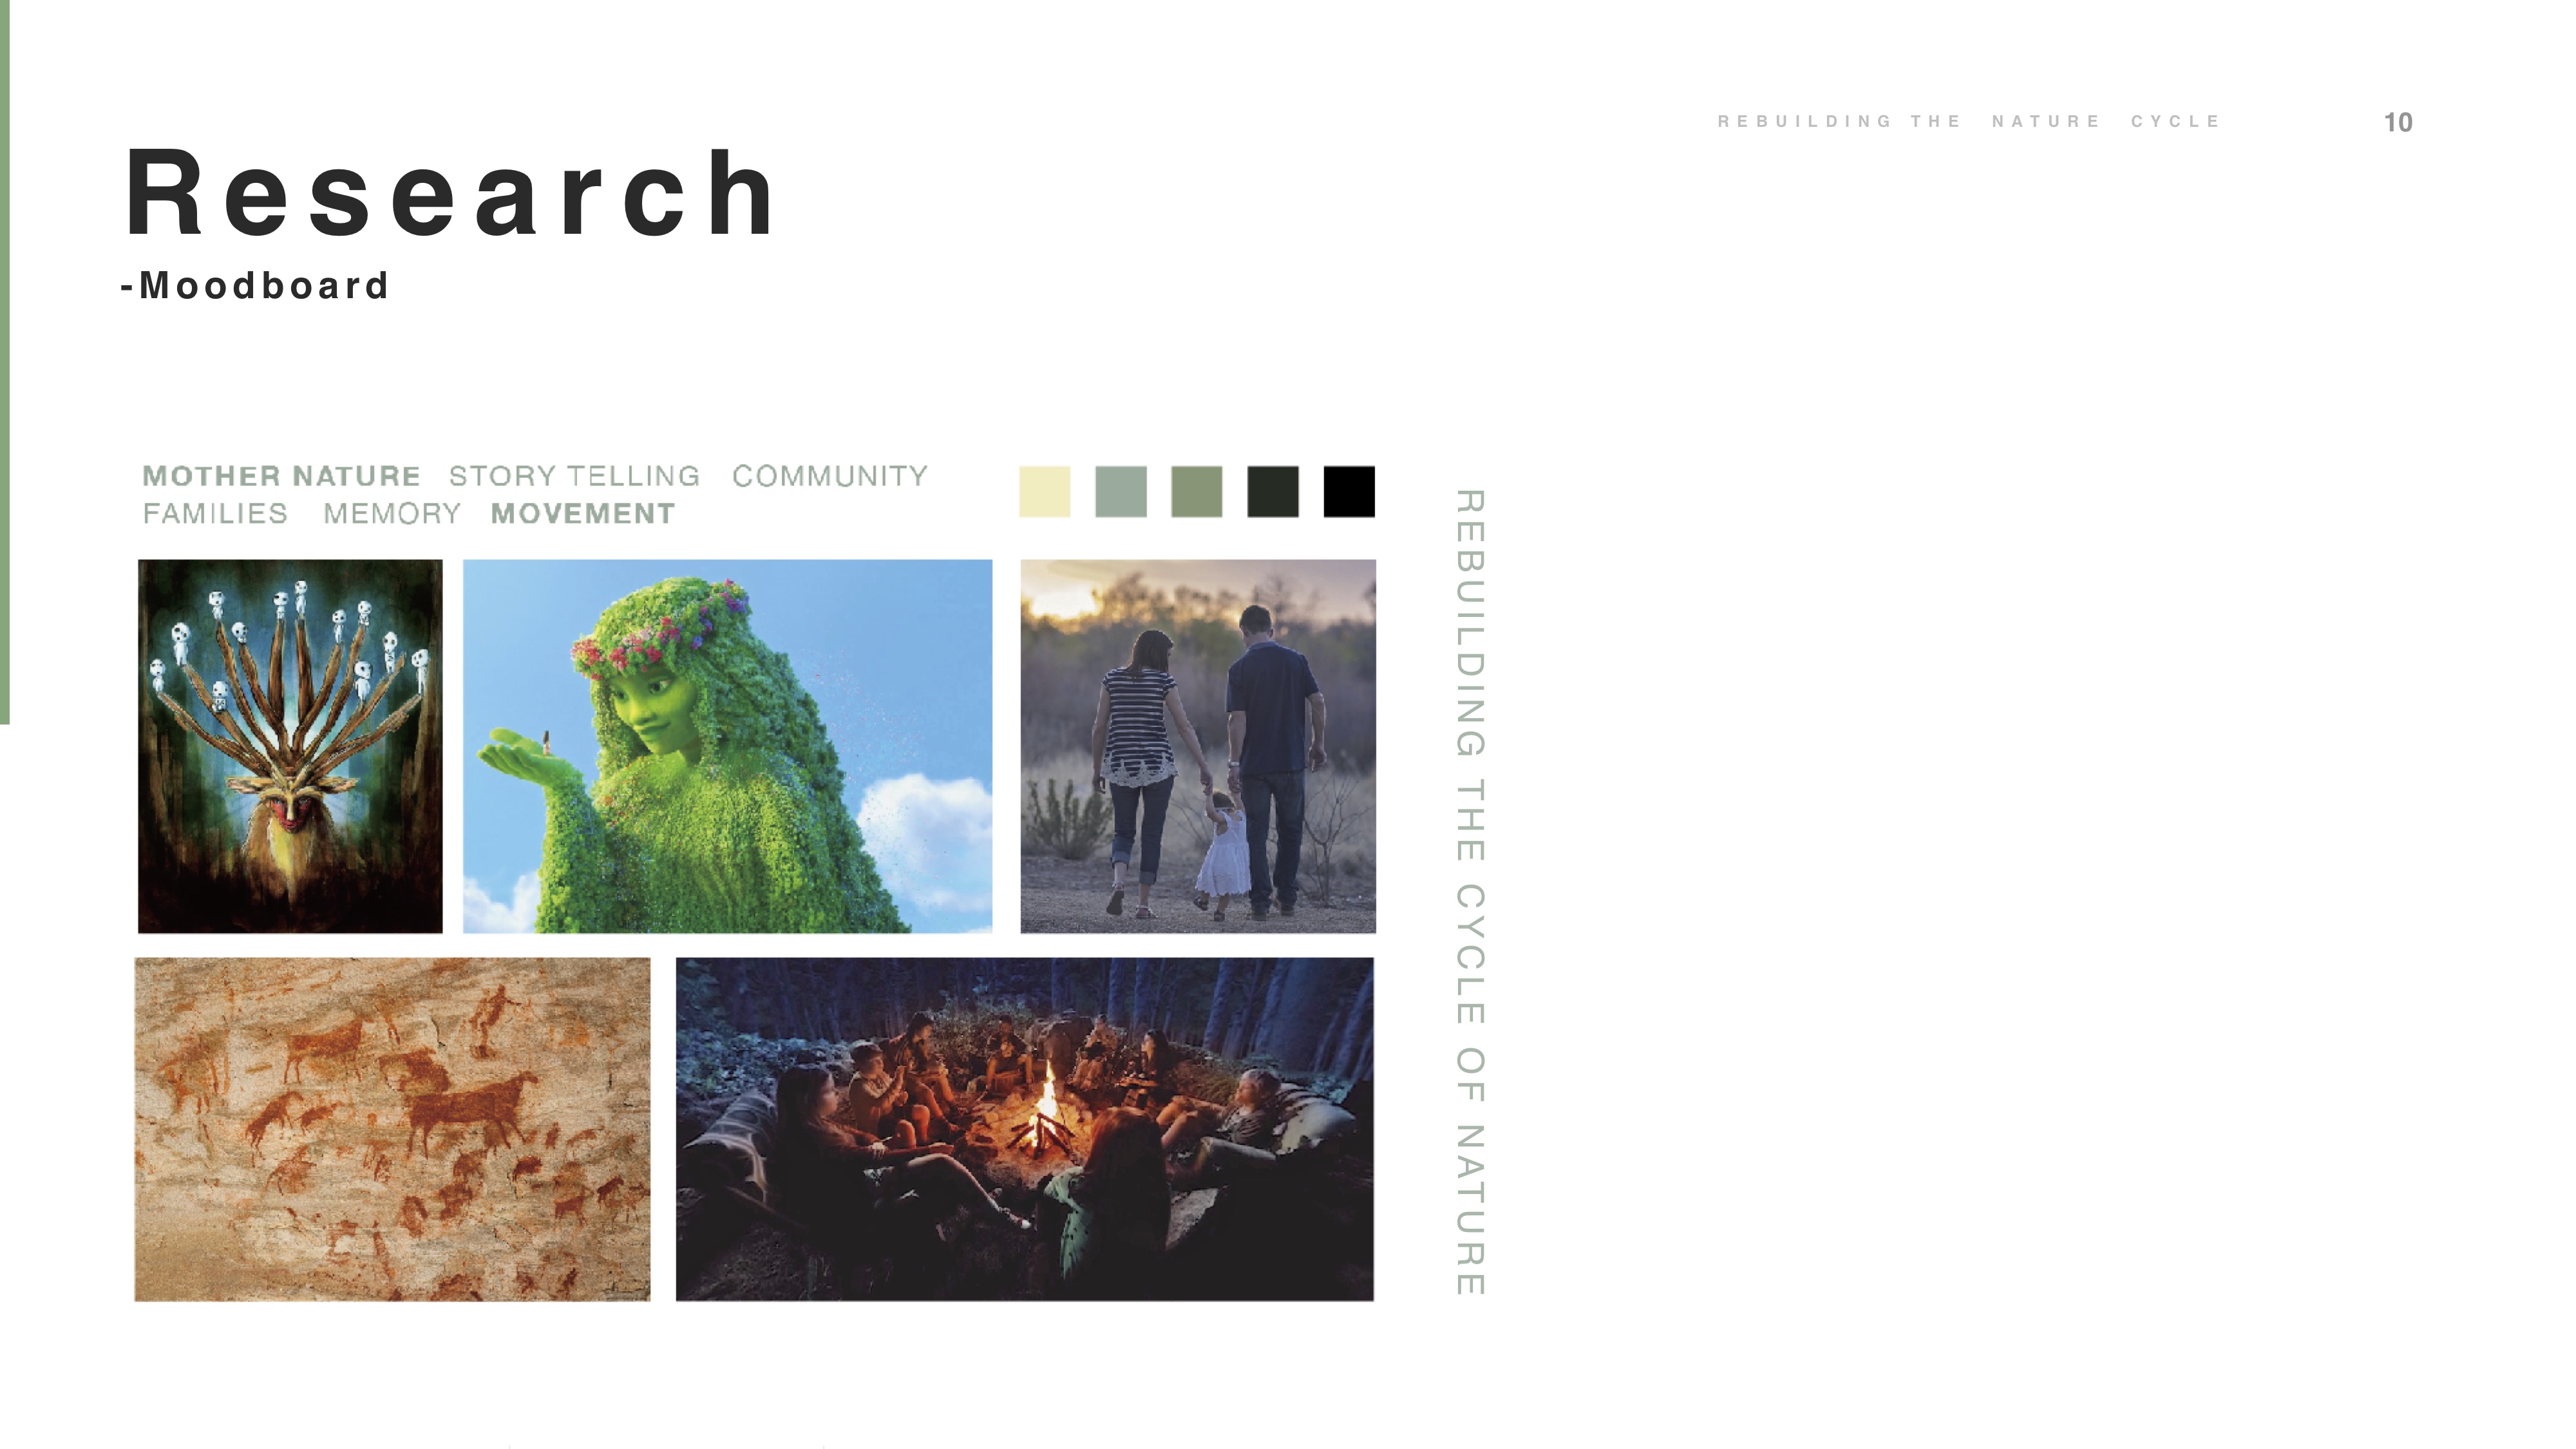 REBUILDING THE NATURE CYCLE
10
Research
-Moodboard
MOTHER NATURE STORY TELLING COMMUNITY
FAMILIES MEMORY MOVEMENT
REBUILDING THE CYCLE OF NATURE